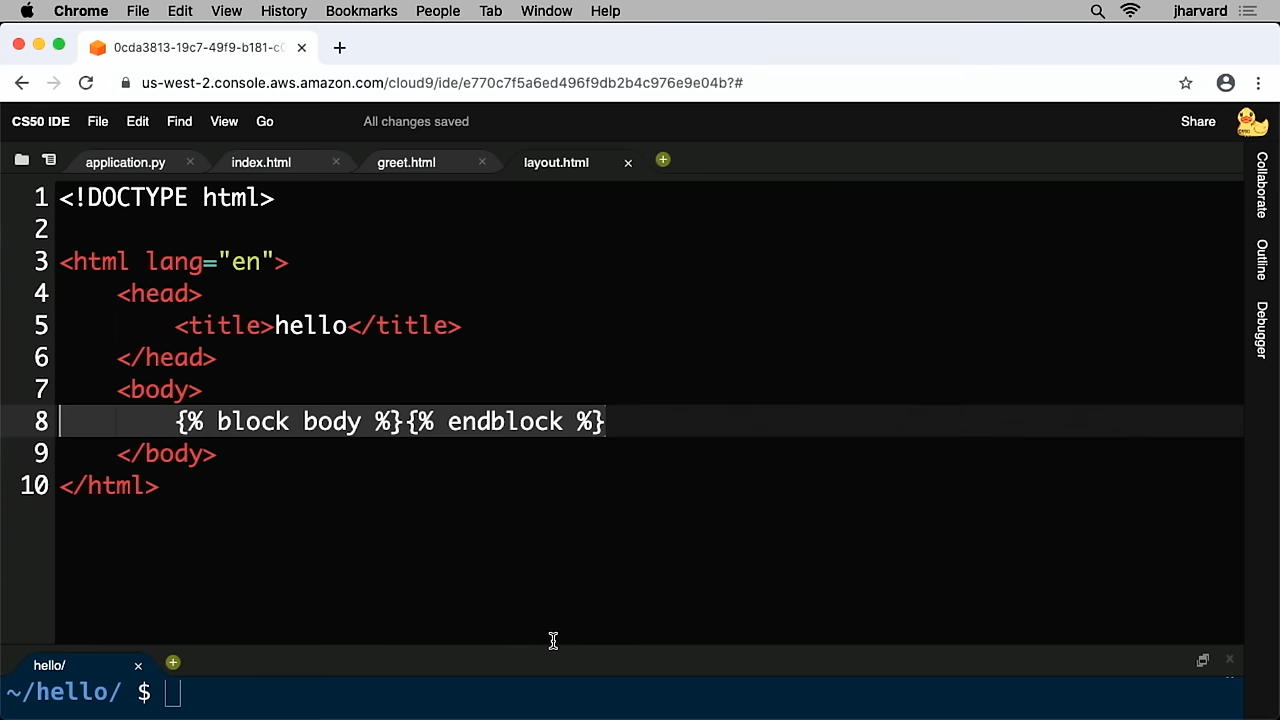 Chrome File Edit View History Bookmarks People Tab Window Help jharvard
0cda3813-19c7-49f9-b181-c
us-west-2.console.aws.amazon.com/cloud9/ide/e770c7f5a6ed496f9db2b4c976e9e04b?#
CS50 IDE File Edit Find View Go All changes saved Share
application.py index.html greet.html layout.html
Collaborate
Outline
Debugger
1 <!DOCTYPE html>
2
3 <html lang="en">
4 <head>
5 <title>hello</title>
6 </head>
7 <body>
8 {% block body %}{% endblock %}
9 </body>
10 </html>
hello/
~/hello/ $